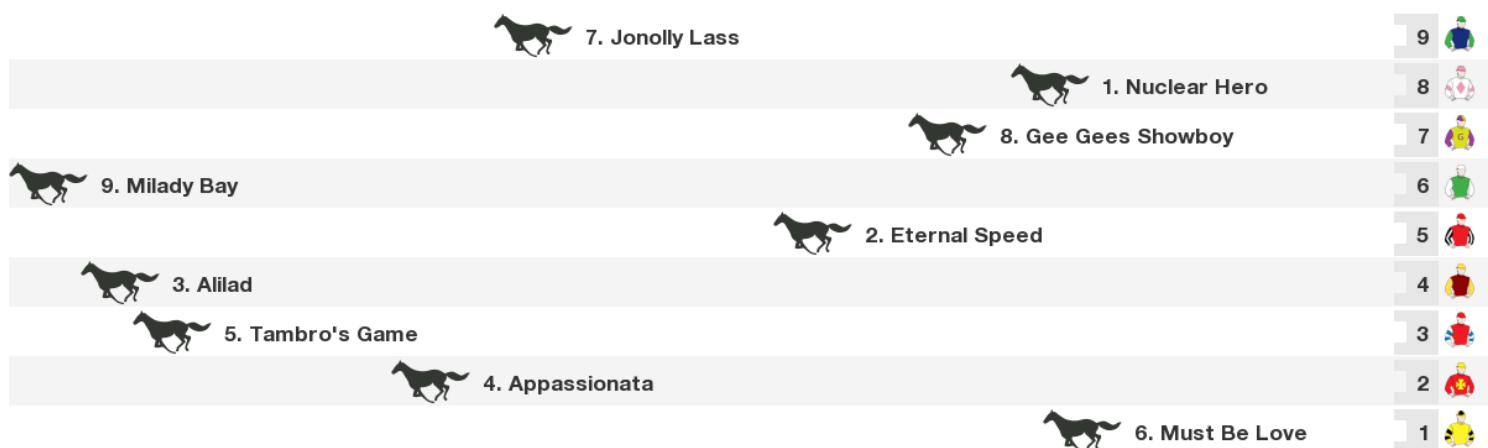 7. Jonolly Lass 9
1. Nuclear Hero 8
8. Gee Gees Showboy 7
G
9. Milady Bay 6
2. Eternal Speed 5
3. Alilad 4
5. Tambro's Game 3
4. Appassionata 2
6. Must Be Love 1